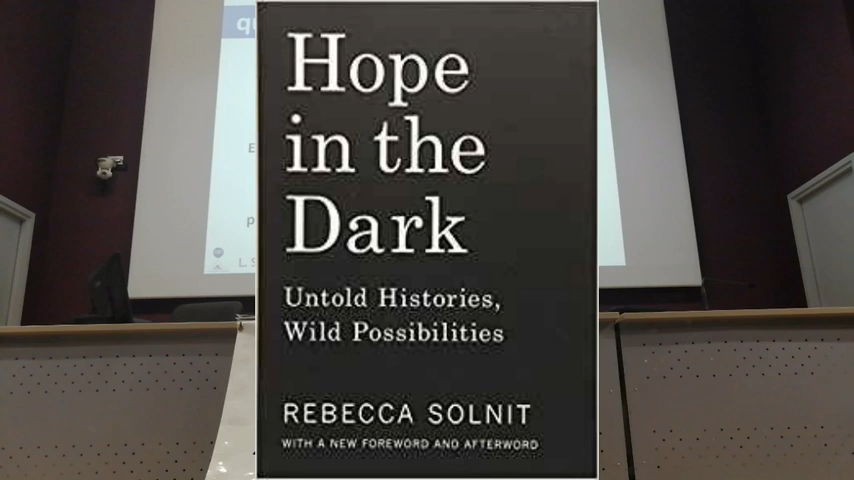 Hope
in the
Dark
Untold Histories,
Wild Possibilities
REBECCA SOLNIT
WITH A NEW FOREWORD AND AFTERWORD